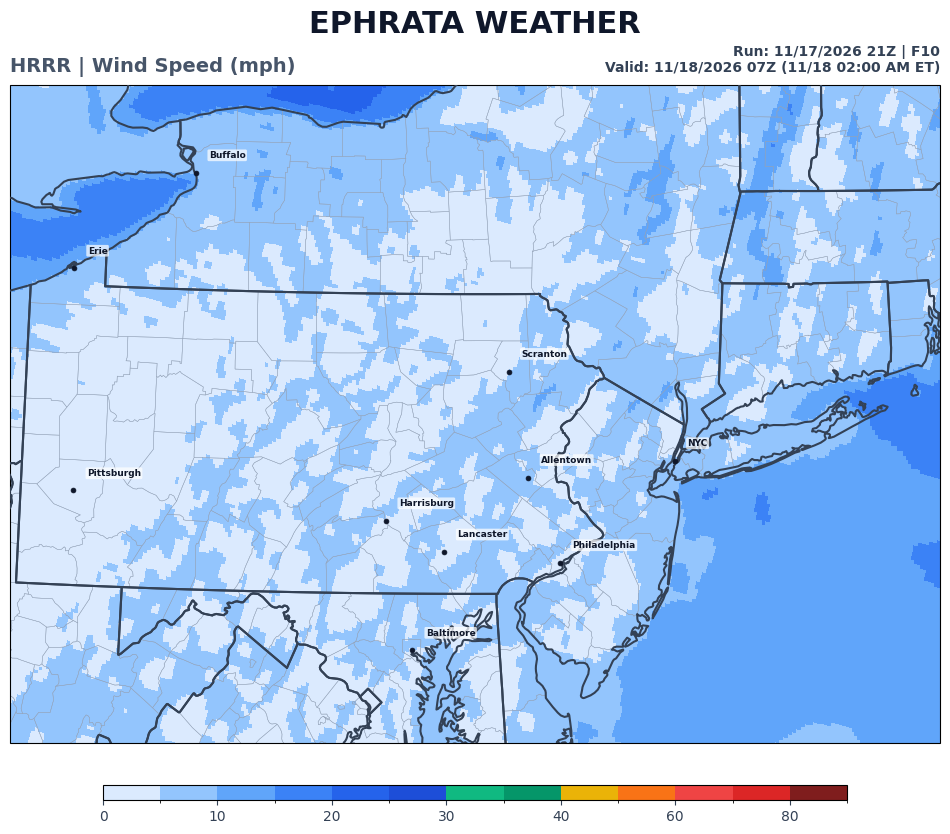 EPHRATA WEATHER
HRRR | Wind Speed (mph)
Run: 11/17/2026 21Z | F10
Valid: 11/18/2026 07Z (11/18 02:00 AM ET)
Buffalo
Erie
Scranton
NYC
Allentown
Pittsburgh
Harrisburg
Lancaster
Philadelphia
Baltimore
0 10 20 30 40 50 60 70 80